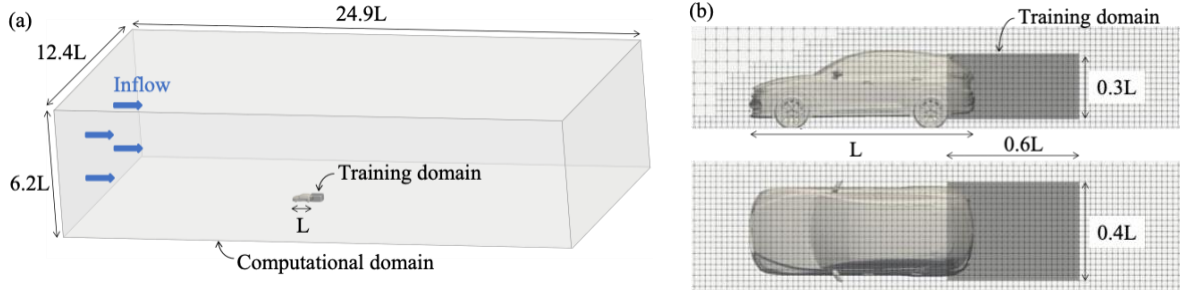 (a)
24.9L
12.4L
Inflow
6.2L
Training domain
L
Computational domain
(b)
Training domain
0.3L
L
0.6L
0.4L